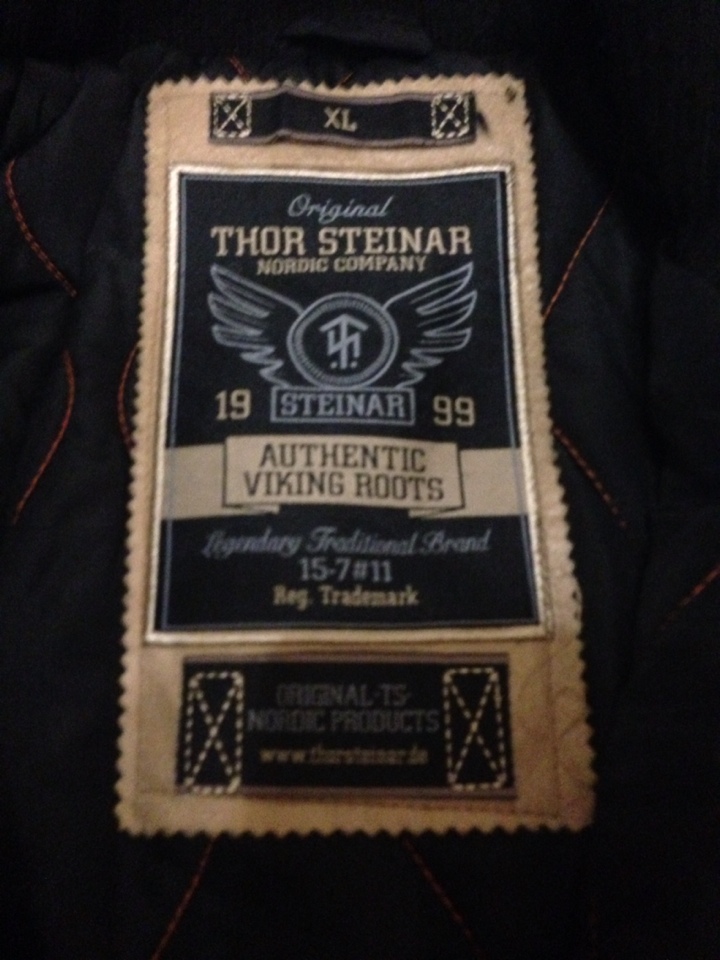 XL
Original
THOR STEINAR
NORDIC COMPANY
19 STEINAR 99
AUTHENTIC
VIKING ROOTS
Legendary Traditional Brand
15-7#11
Reg. Trademark
ORIGINAL-TS-
NORDIC PRODUCTS
www.thorsteinar.de